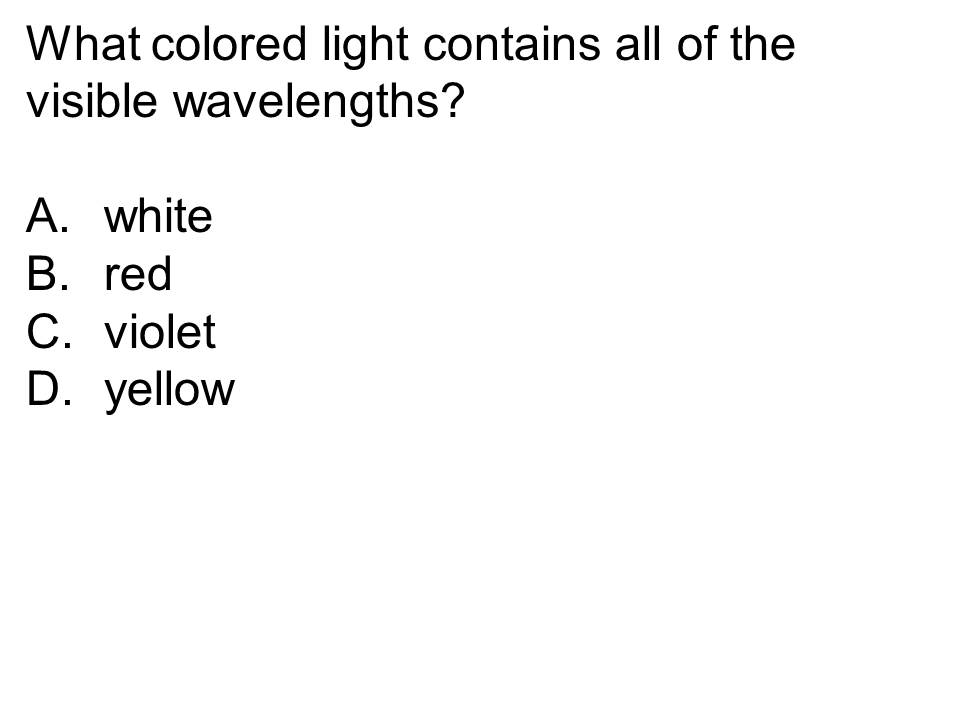 What colored light contains all of the
visible wavelengths?
A. white
B. red
C. violet
D. yellow